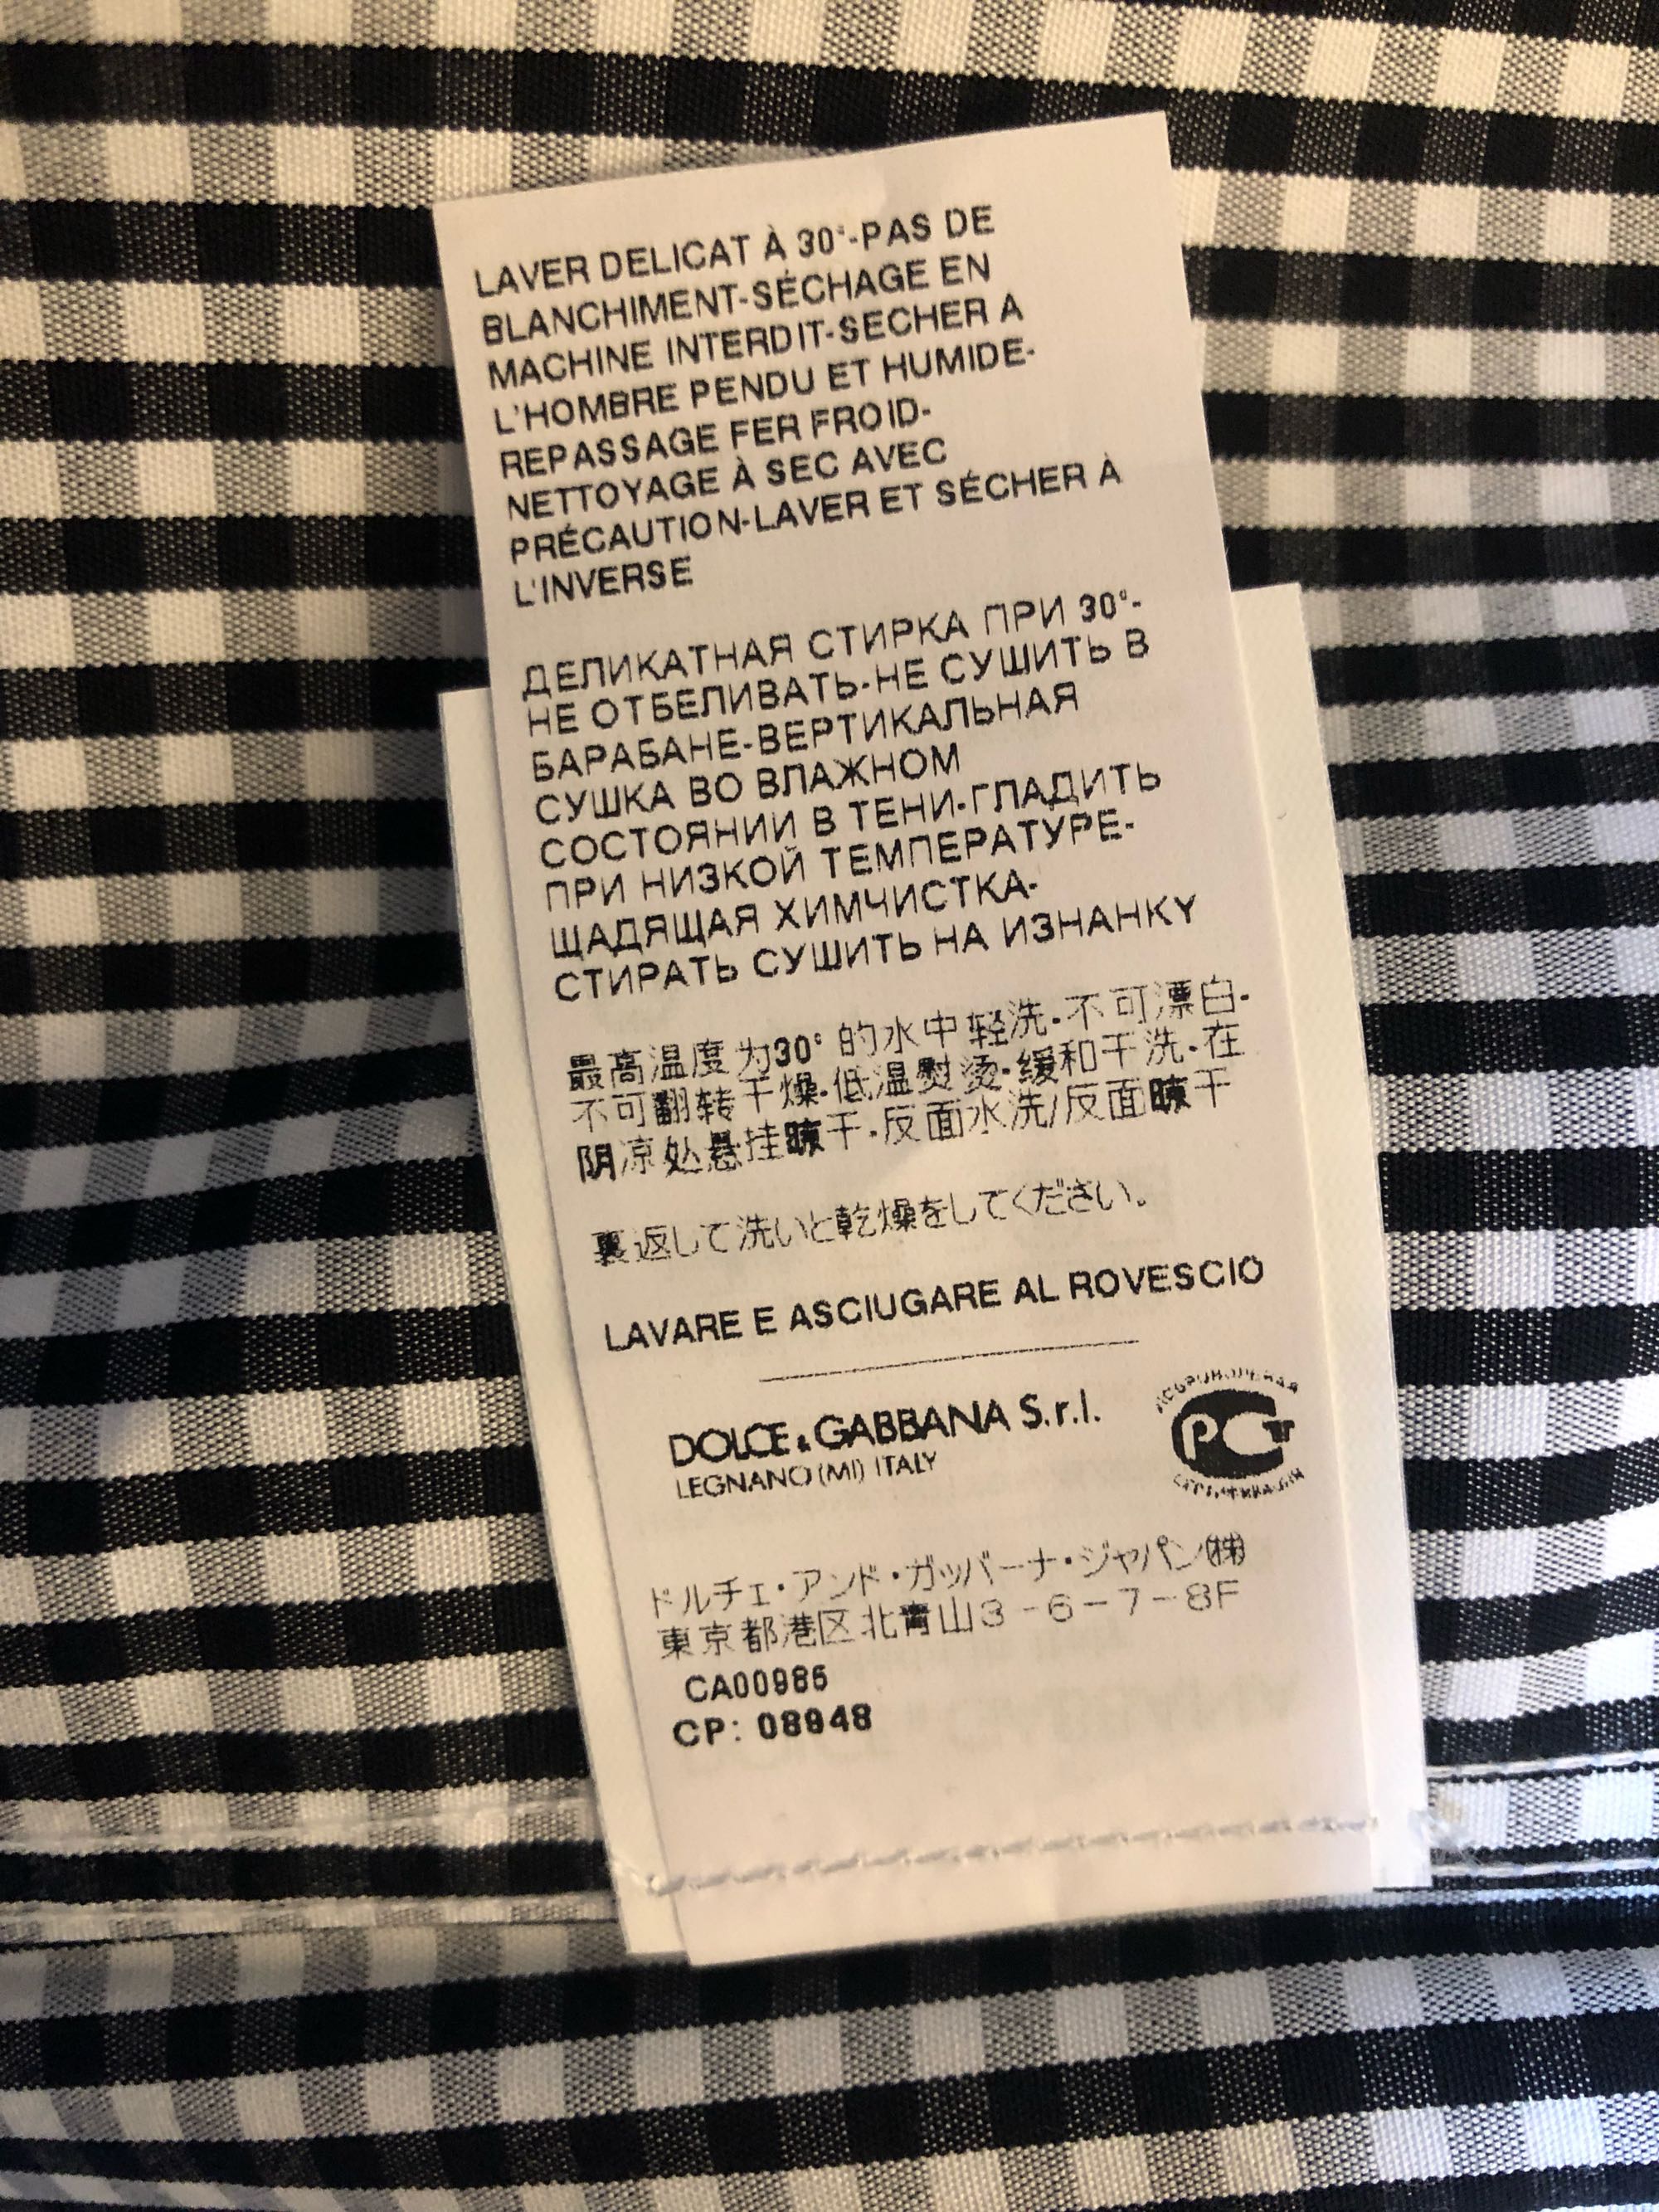 LAVER DELICAT À 30°-PAS DE
BLANCHIMENT-SÉCHAGE EN
MACHINE INTERDIT-SECHER A
L'HOMBRE PENDU ET HUMIDE-
REPASSAGE FER FROID-
NETTOYAGE À SEC AVEC
PRÉCAUTION-LAVER ET SÉCHER À
L'INVERSE
ДЕЛИКАТНАЯ СТИРКА ПРИ 30°-
НЕ ОТБЕЛИВАТЬ-НЕ СУШИТЬ В
БАРАБАНЕ-ВЕРТИКАЛЬНАЯ
СУШКА ВО ВЛАЖНОМ
СОСТОЯНИИ В ТЕНИ-ГЛАДИТЬ
ПРИ НИЗКОЙ ТЕМПЕРАТУРЕ-
ЩАДЯЩАЯ ХИМЧИСТКА-
СТИРАТЬ СУШИТЬ НА ИЗНАНКУ
最高温度为30° 的水中轻洗-不可漂白-
不可翻转干燥-低温熨烫-缓和干洗-在
阴凉处悬挂晾干-反面水洗/反面晾干
裏返して洗いと乾燥をしてください。
LAVARE E ASCIUGARE AL ROVESCIO
DOLCE & GABBANA S.r.l.
LEGNANO (MI) ITALY
РСТ
ドルチェ・アンド・ガッバーナ・ジャパン㈱
東京都港区北青山3-6-7-8F
CA00985
CP: 08948